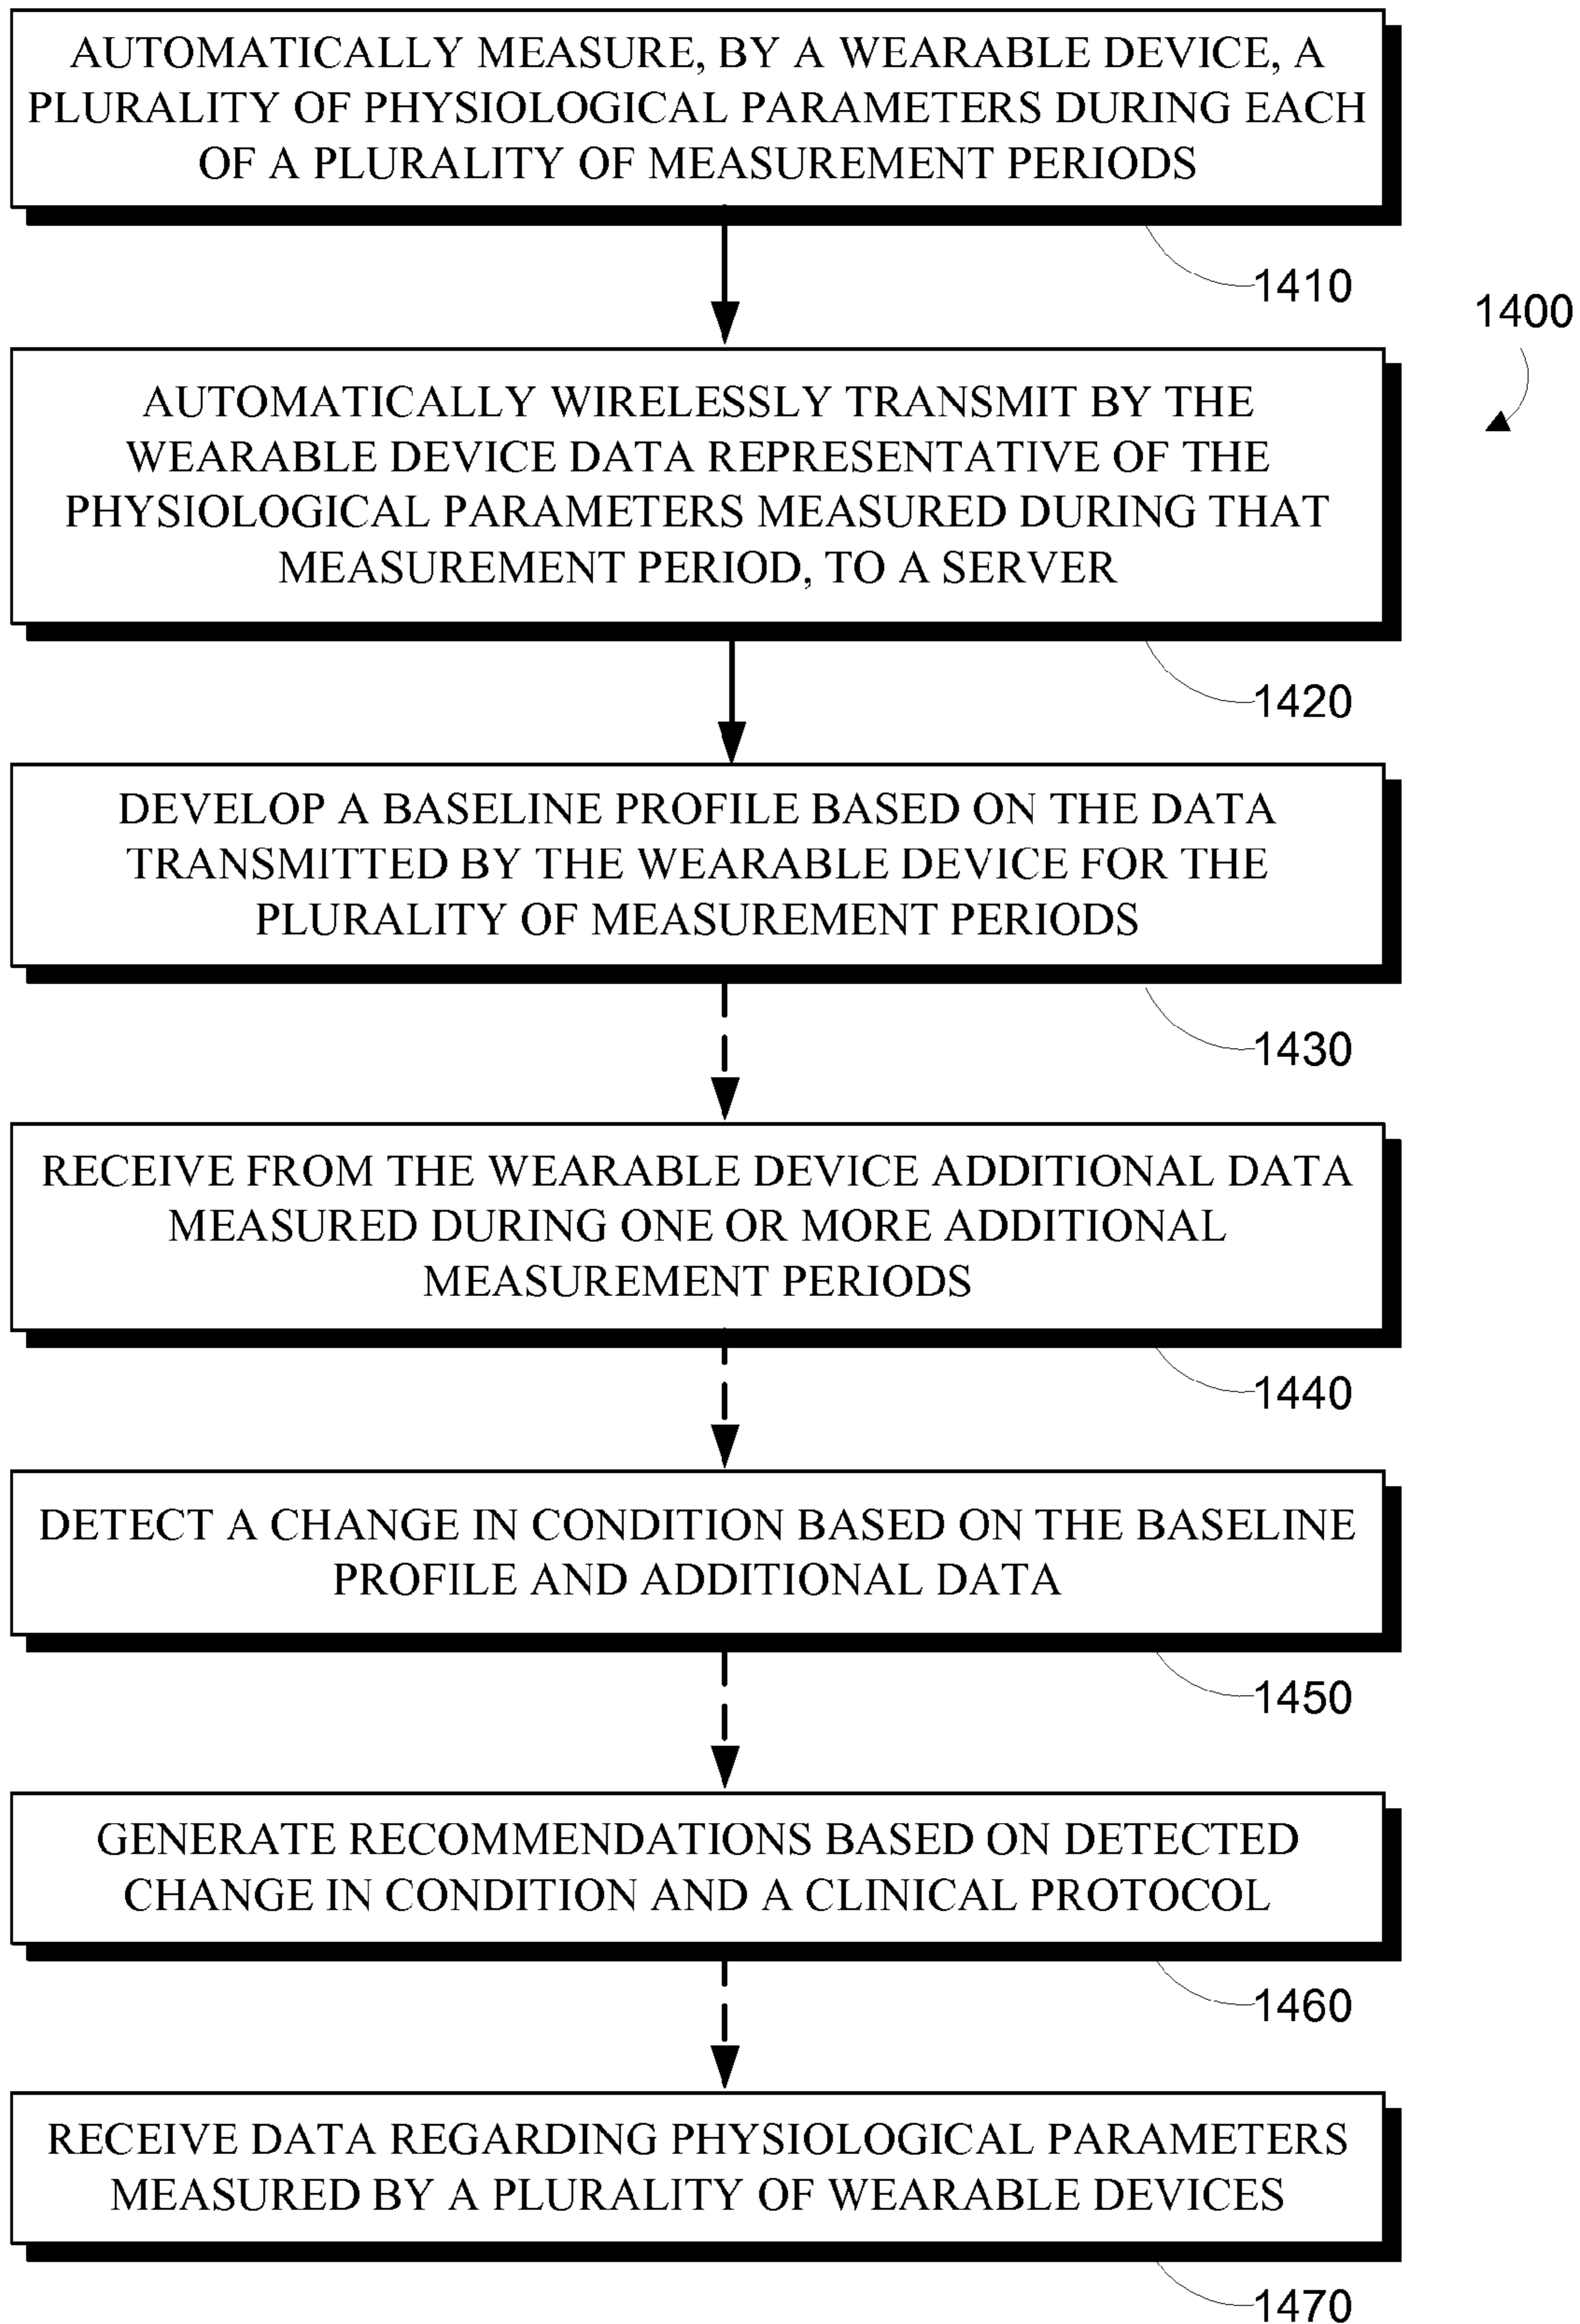 AUTOMATICALLY MEASURE, BY A WEARABLE DEVICE, A
PLURALITY OF PHYSIOLOGICAL PARAMETERS DURING EACH
OF A PLURALITY OF MEASUREMENT PERIODS
1410
1400
AUTOMATICALLY WIRELESSLY TRANSMIT BY THE
WEARABLE DEVICE DATA REPRESENTATIVE OF THE
PHYSIOLOGICAL PARAMETERS MEASURED DURING THAT
MEASUREMENT PERIOD, TO A SERVER
1420
DEVELOP A BASELINE PROFILE BASED ON THE DATA
TRANSMITTED BY THE WEARABLE DEVICE FOR THE
PLURALITY OF MEASUREMENT PERIODS
1430
RECEIVE FROM THE WEARABLE DEVICE ADDITIONAL DATA
MEASURED DURING ONE OR MORE ADDITIONAL
MEASUREMENT PERIODS
1440
DETECT A CHANGE IN CONDITION BASED ON THE BASELINE
PROFILE AND ADDITIONAL DATA
1450
GENERATE RECOMMENDATIONS BASED ON DETECTED
CHANGE IN CONDITION AND A CLINICAL PROTOCOL
1460
RECEIVE DATA REGARDING PHYSIOLOGICAL PARAMETERS
MEASURED BY A PLURALITY OF WEARABLE DEVICES
1470